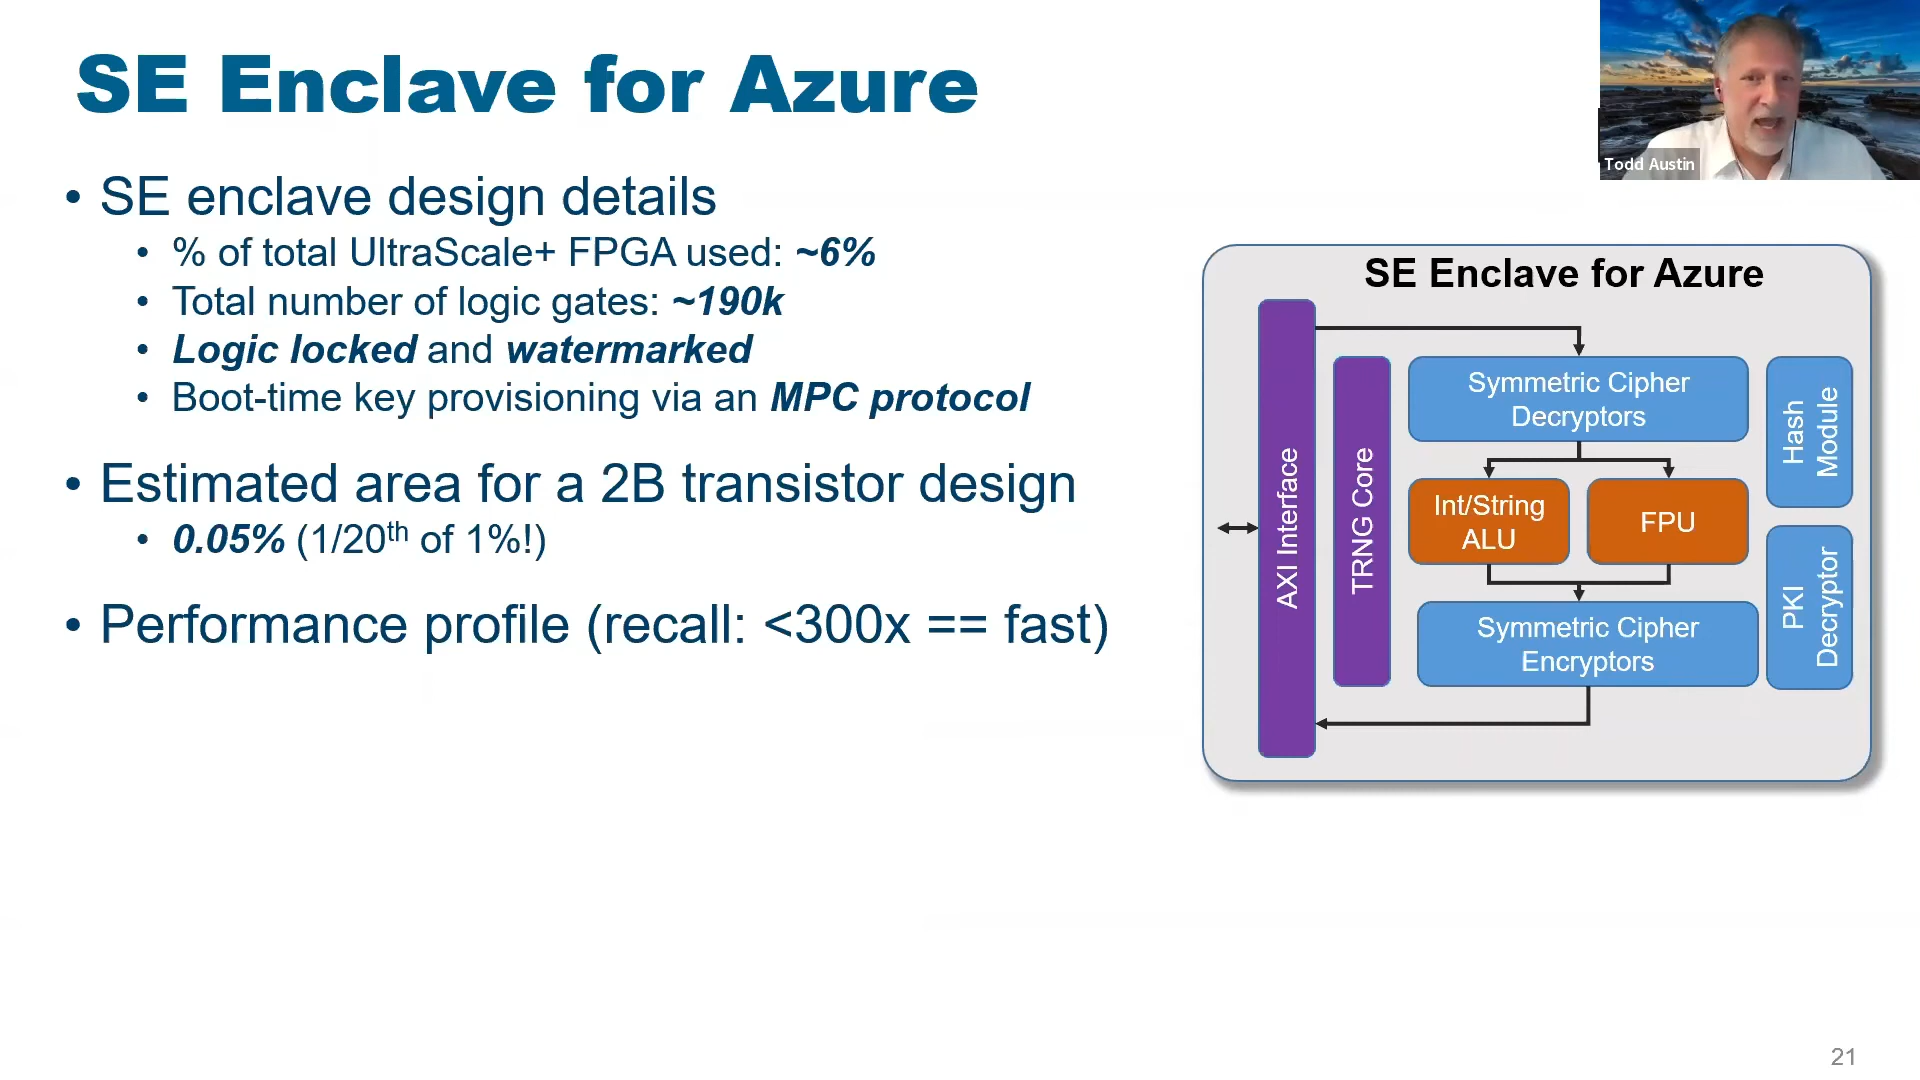 SE Enclave for Azure
Todd Austin
• SE enclave design details
• % of total UltraScale+ FPGA used: ~6%
• Total number of logic gates: ~190k
• Logic locked and watermarked
• Boot-time key provisioning via an MPC protocol
• Estimated area for a 2B transistor design
• 0.05% (1/20th of 1%!)
• Performance profile (recall: <300x == fast)
SE Enclave for Azure
AXI Interface
TRNG Core
Symmetric Cipher
Decryptors
Hash
Module
Int/String
ALU
FPU
PKI
Decryptor
Symmetric Cipher
Encryptors
21